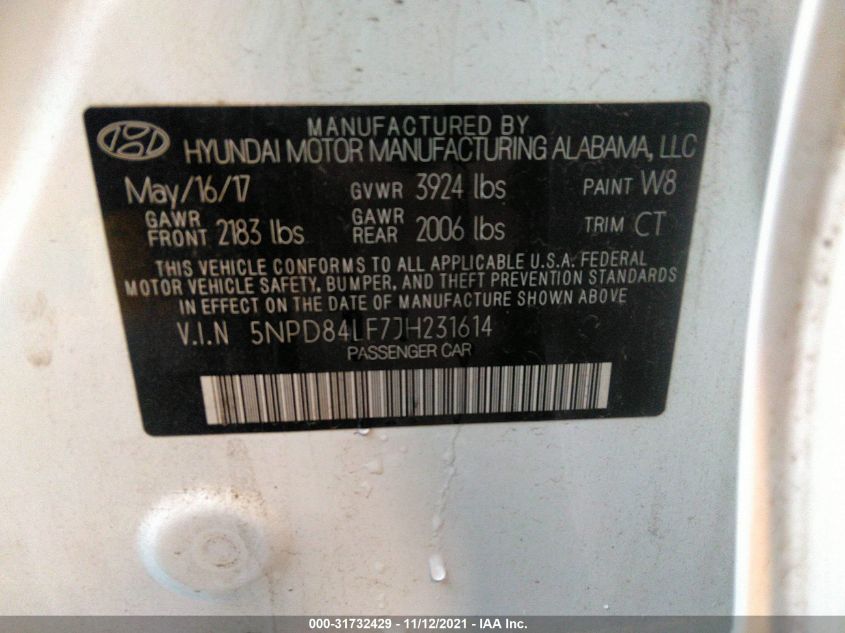 MANUFACTURED BY
HYUNDAI MOTOR MANUFACTURING ALABAMA, LLC
May/16/17 GVWR 3924 lbs PAINT W8
GAWR FRONT 2183 lbs GAWR REAR 2006 lbs TRIM CT
THIS VEHICLE CONFORMS TO ALL APPLICABLE U.S.A. FEDERAL
MOTOR VEHICLE SAFETY, BUMPER, AND THEFT PREVENTION STANDARDS
IN EFFECT ON THE DATE OF MANUFACTURE SHOWN ABOVE
V.I.N 5NPD84LF7JH231614
PASSENGER CAR
000-31732429 - 11/12/2021 - IAA Inc.